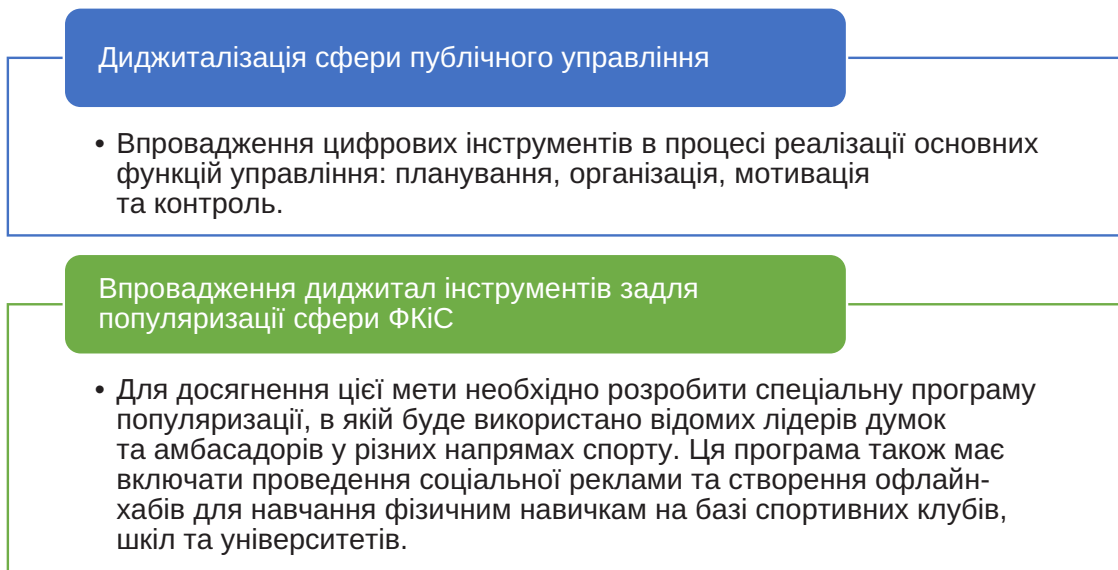 Диджиталізація сфери публічного управління
• Впровадження цифрових інструментів в процесі реалізації основних
функцій управління: планування, організація, мотивація
та контроль.
Впровадження диджитал інструментів задля
популяризації сфери ФКіС
• Для досягнення цієї мети необхідно розробити спеціальну програму
популяризації, в якій буде використано відомих лідерів думок
та амбасадорів у різних напрямах спорту. Ця програма також має
включати проведення соціальної реклами та створення офлайн-
хабів для навчання фізичним навичкам на базі спортивних клубів,
шкіл та університетів.